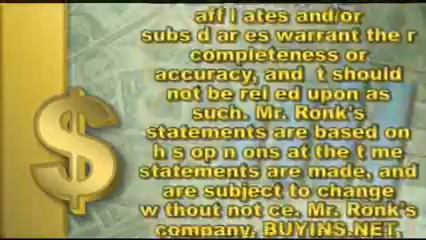 aff l ates and/or
subs d ar es warrant the r
completeness or
accuracy, and  t should
not be rel ed upon as
such. Mr. Ronk's
statements are based on
h s op n ons at the t me
statements are made, and
are subject to change
w thout not ce. Mr. Ronk's
company, BUYINS.NET,
$